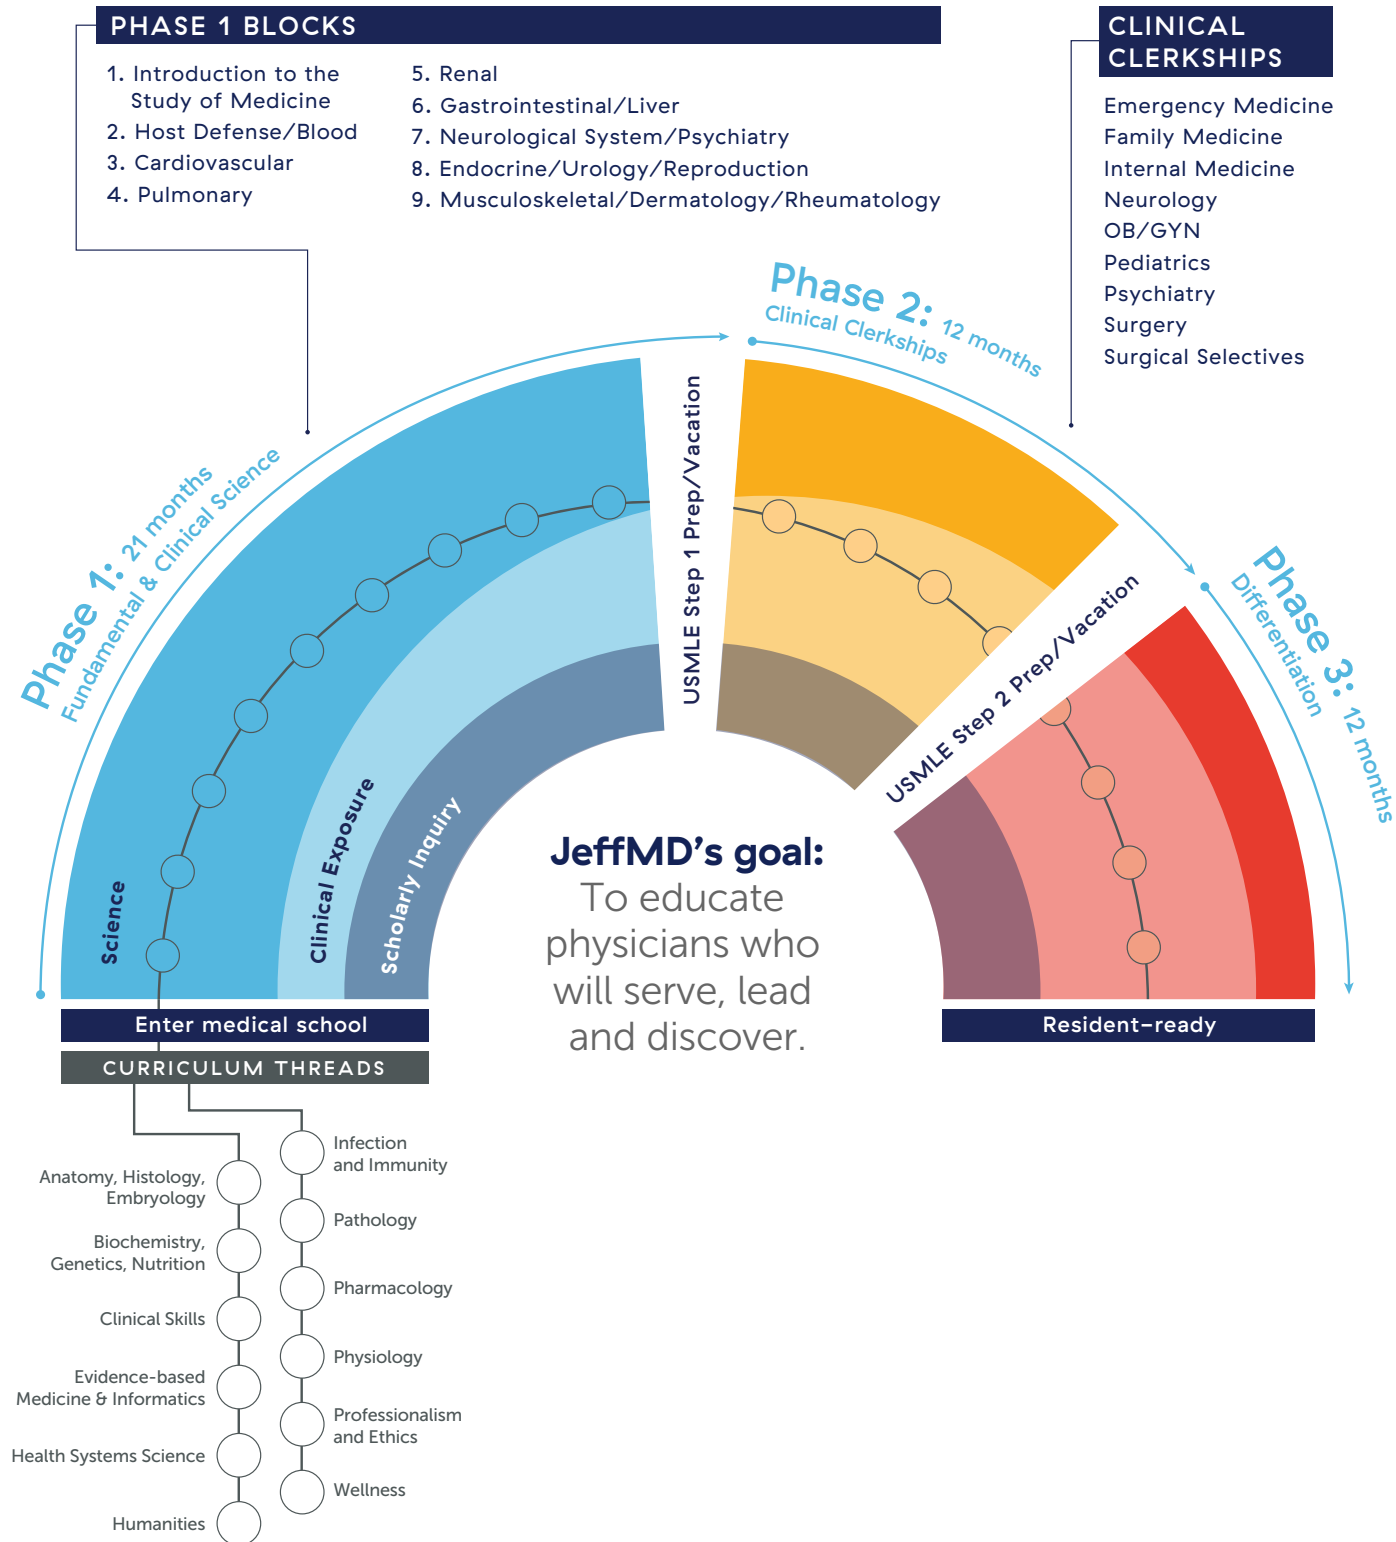 PHASE 1 BLOCKS
1. Introduction to the
Study of Medicine
2. Host Defense/Blood
3. Cardiovascular
4. Pulmonary
5. Renal
6. Gastrointestinal/Liver
7. Neurological System/Psychiatry
8. Endocrine/Urology/Reproduction
9. Musculoskeletal/Dermatology/Rheumatology
CLINICAL
CLERKSHIPS
Emergency Medicine
Family Medicine
Internal Medicine
Neurology
OB/GYN
Pediatrics
Psychiatry
Surgery
Surgical Selectives
Phase 1: 21 months
Fundamental & Clinical Science
Phase 2: 12 months
Clinical Clerkships
Phase 3: 12 months
Differentiation
USMLE Step 1 Prep/Vacation
USMLE Step 2 Prep/Vacation
Science
Clinical Exposure
Scholarly Inquiry
JeffMD's goal:
To educate
physicians who
will serve, lead
and discover.
Enter medical school
Resident-ready
CURRICULUM THREADS
Anatomy, Histology,
Embryology
Biochemistry,
Genetics, Nutrition
Clinical Skills
Evidence-based
Medicine & Informatics
Health Systems Science
Humanities
Infection
and Immunity
Pathology
Pharmacology
Physiology
Professionalism
and Ethics
Wellness